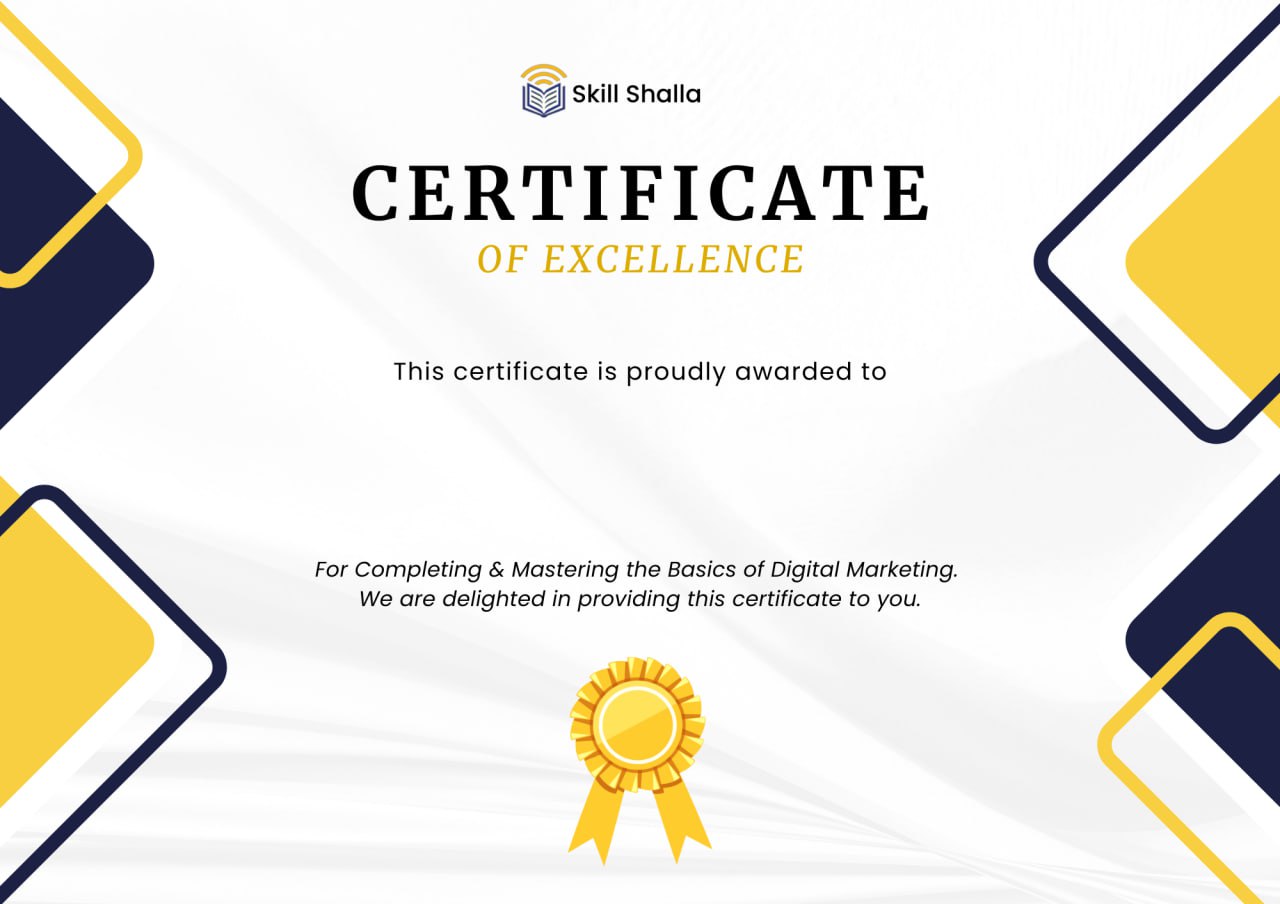 Skill Shalla
CERTIFICATE
OF EXCELLENCE
This certificate is proudly awarded to
For Completing & Mastering the Basics of Digital Marketing.
We are delighted in providing this certificate to you.